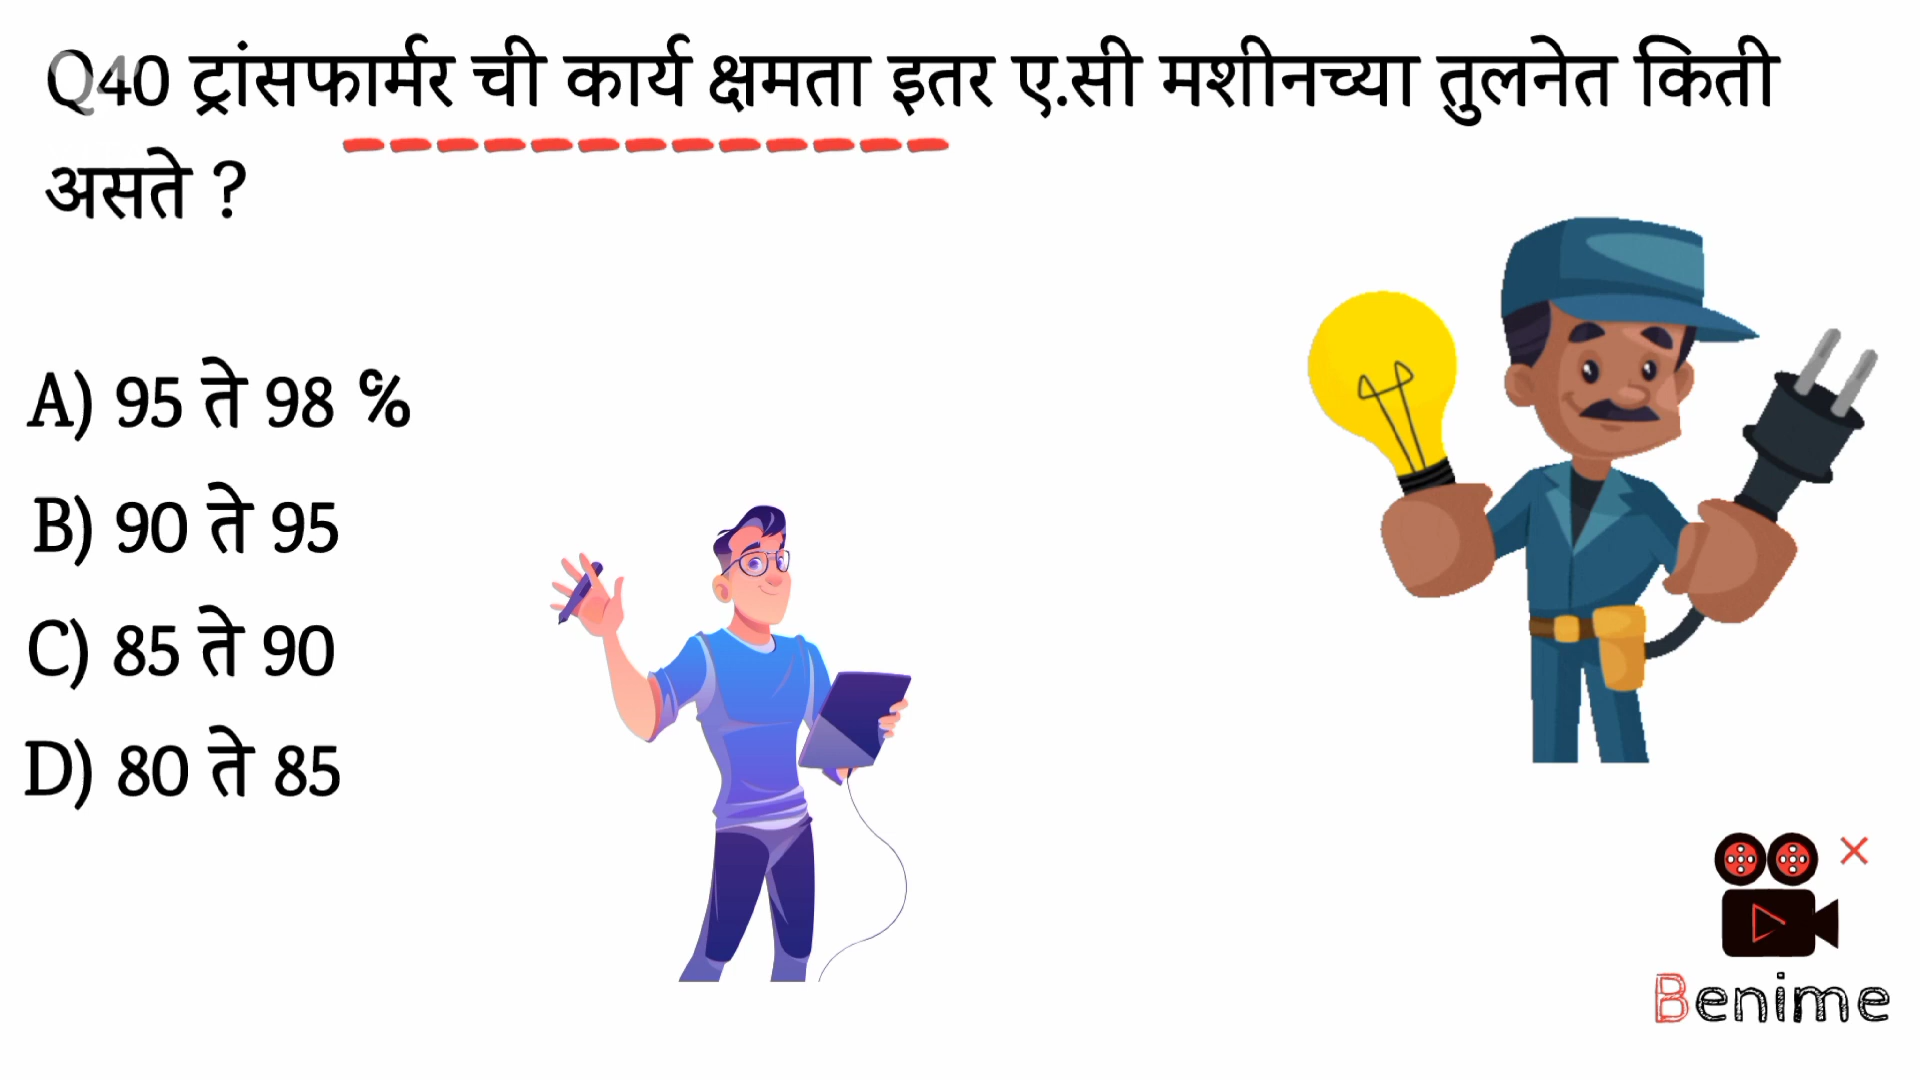 Q40 ट्रांसफार्मर ची कार्य क्षमता इतर ए.सी मशीनच्या तुलनेत किती
असते ?
A) 95 ते 98 %
B) 90 ते 95
C) 85 ते 90
D) 80 ते 85
Benime